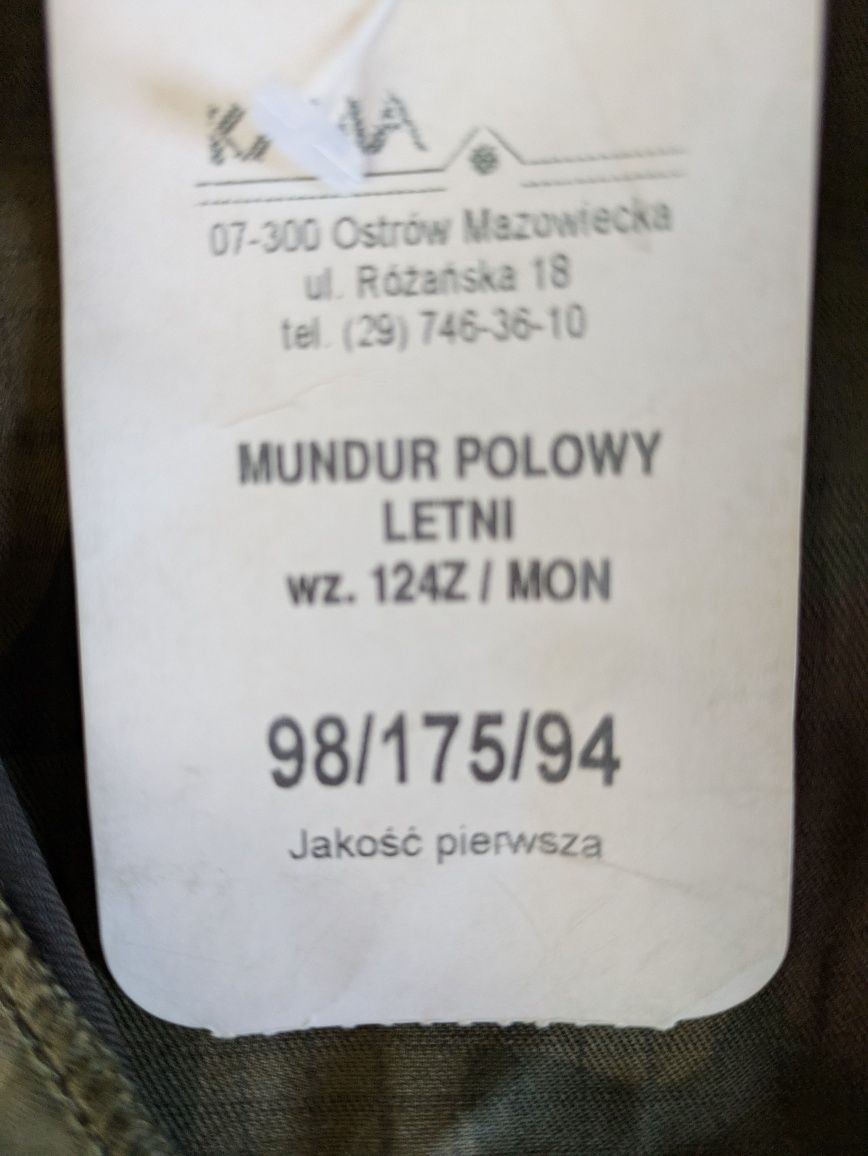 07-300 Ostrów Mazowiecka
ul. Różańska 18
tel. (29) 746-36-10
MUNDUR POLOWY
LETNI
wz. 124Z / MON
98/175/94
Jakość pierwsza